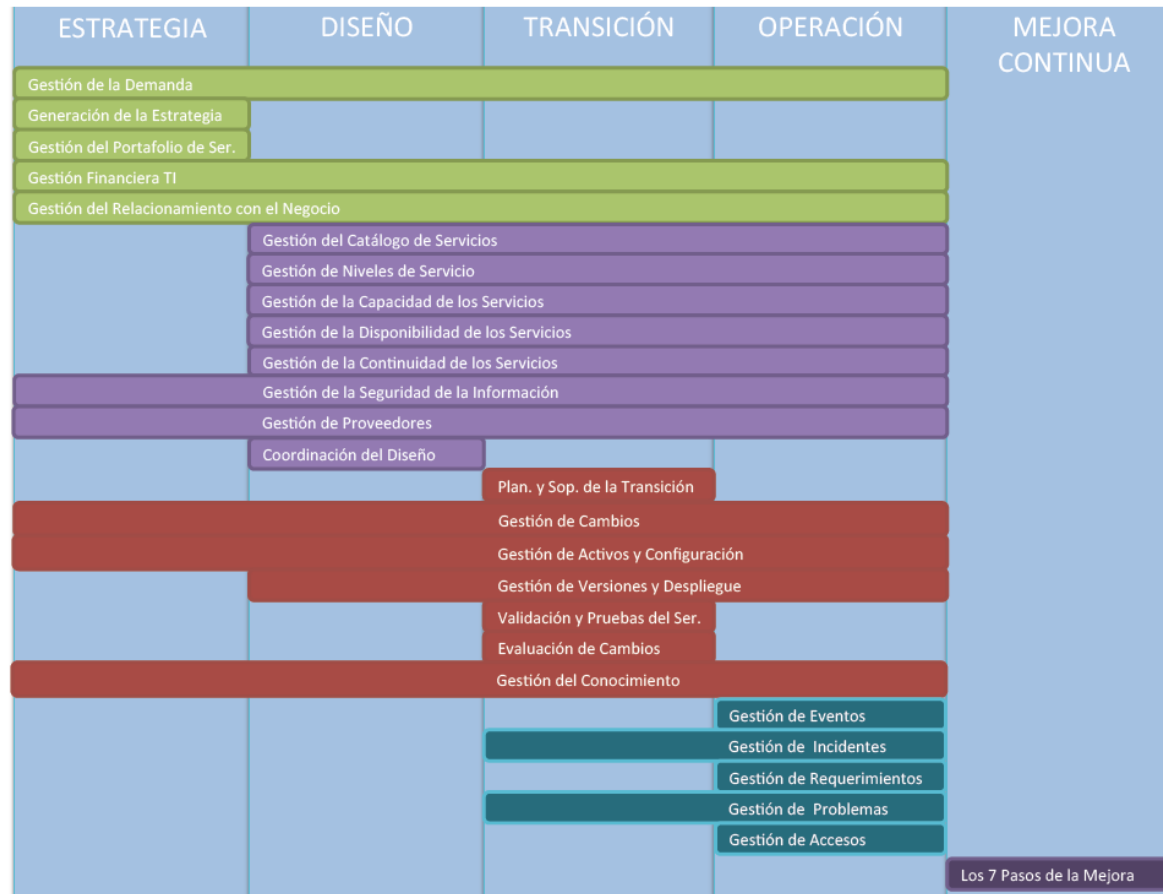 ESTRATEGIA
DISEÑO
TRANSICIÓN
OPERACIÓN
MEJORA
CONTINUA
Gestión de la Demanda
Generación de la Estrategia
Gestión del Portafolio de Ser.
Gestión Financiera TI
Gestión del Relacionamiento con el Negocio
Gestión del Catálogo de Servicios
Gestión de Niveles de Servicio
Gestión de la Capacidad de los Servicios
Gestión de la Disponibilidad de los Servicios
Gestión de la Continuidad de los Servicios
Gestión de la Seguridad de la Información
Gestión de Proveedores
Coordinación del Diseño
Plan. y Sop. de la Transición
Gestión de Cambios
Gestión de Activos y Configuración
Gestión de Versiones y Despliegue
Validación y Pruebas del Ser.
Evaluación de Cambios
Gestión del Conocimiento
Gestión de Eventos
Gestión de Incidentes
Gestión de Requerimientos
Gestión de Problemas
Gestión de Accesos
Los 7 Pasos de la Mejora